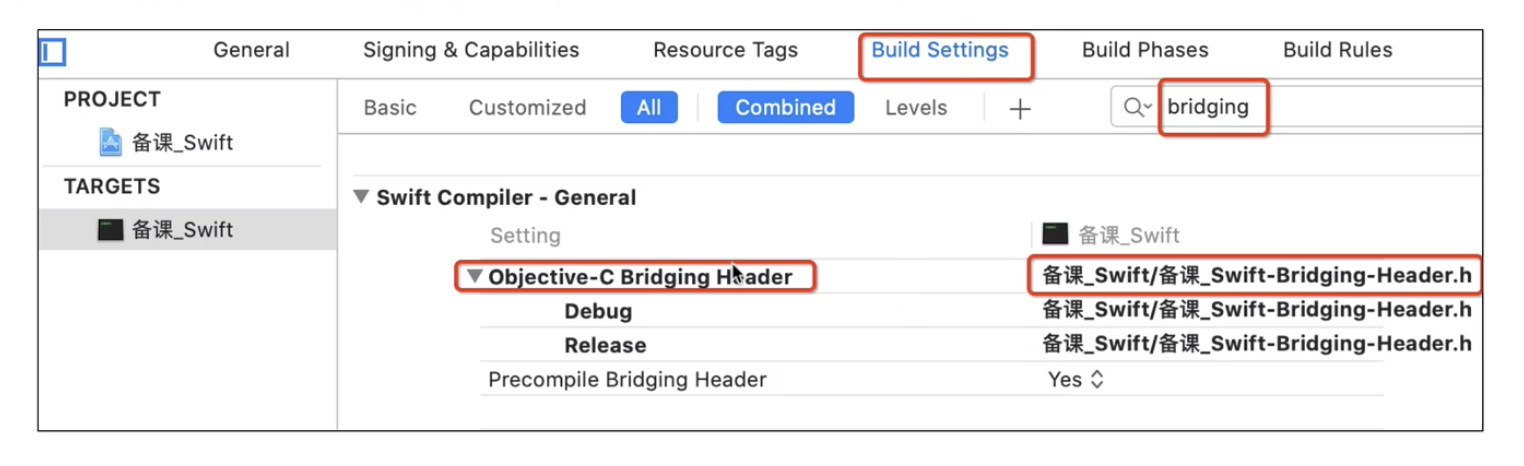 General Signing & Capabilities Resource Tags Build Settings Build Phases Build Rules
PROJECT
备课_Swift
TARGETS
备课_Swift
Basic Customized All Combined Levels + bridging
Swift Compiler - General
Setting 备课_Swift
Objective-C Bridging Header 备课_Swift/备课_Swift-Bridging-Header.h
Debug 备课_Swift/备课_Swift-Bridging-Header.h
Release 备课_Swift/备课_Swift-Bridging-Header.h
Precompile Bridging Header Yes